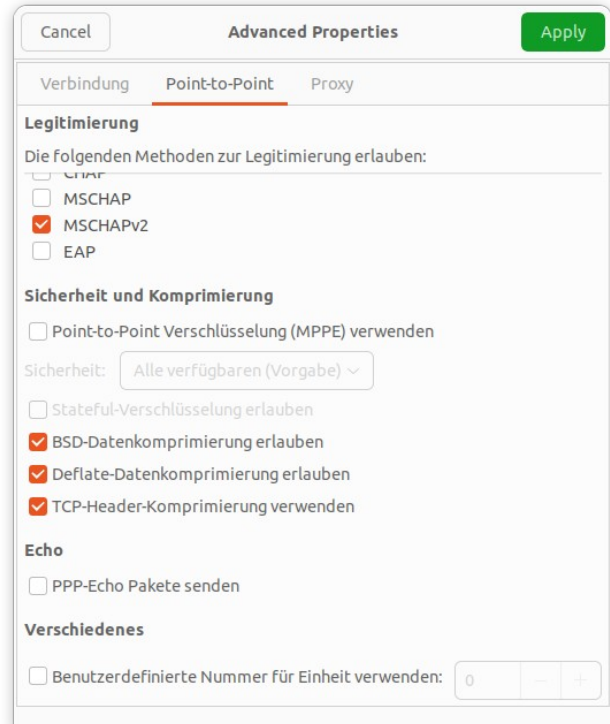 Cancel
Advanced Properties
Apply
Verbindung
Point-to-Point
Proxy
Legitimierung
Die folgenden Methoden zur Legitimierung erlauben:
CHAP
MSCHAP
MSCHAPv2
EAP
Sicherheit und Komprimierung
Point-to-Point Verschlüsselung (MPPE) verwenden
Sicherheit:
Alle verfügbaren (Vorgabe)
Stateful-Verschlüsselung erlauben
BSD-Datenkomprimierung erlauben
Deflate-Datenkomprimierung erlauben
TCP-Header-Komprimierung verwenden
Echo
PPP-Echo Pakete senden
Verschiedenes
Benutzerdefinierte Nummer für Einheit verwenden:
0